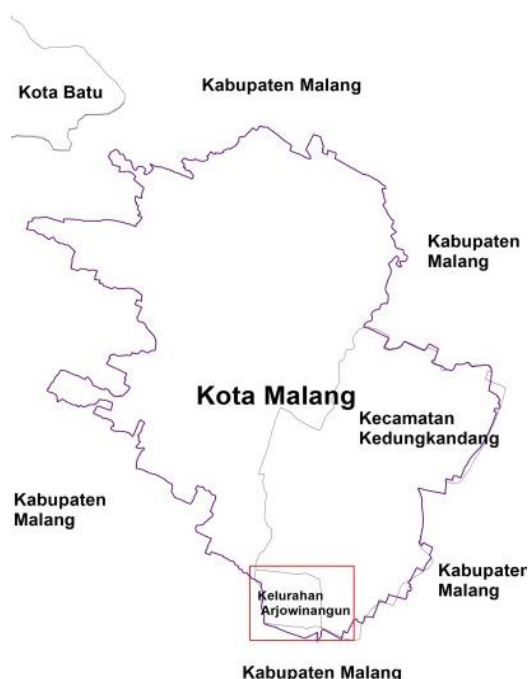 Kabupaten Malang
Kota Batu
Kabupaten
Malang
Kota Malang
Kecamatan
Kedungkandang
Kabupaten
Malang
Kabupaten
Malang
Kelurahan
Arjowinangun
Kabupaten Malang